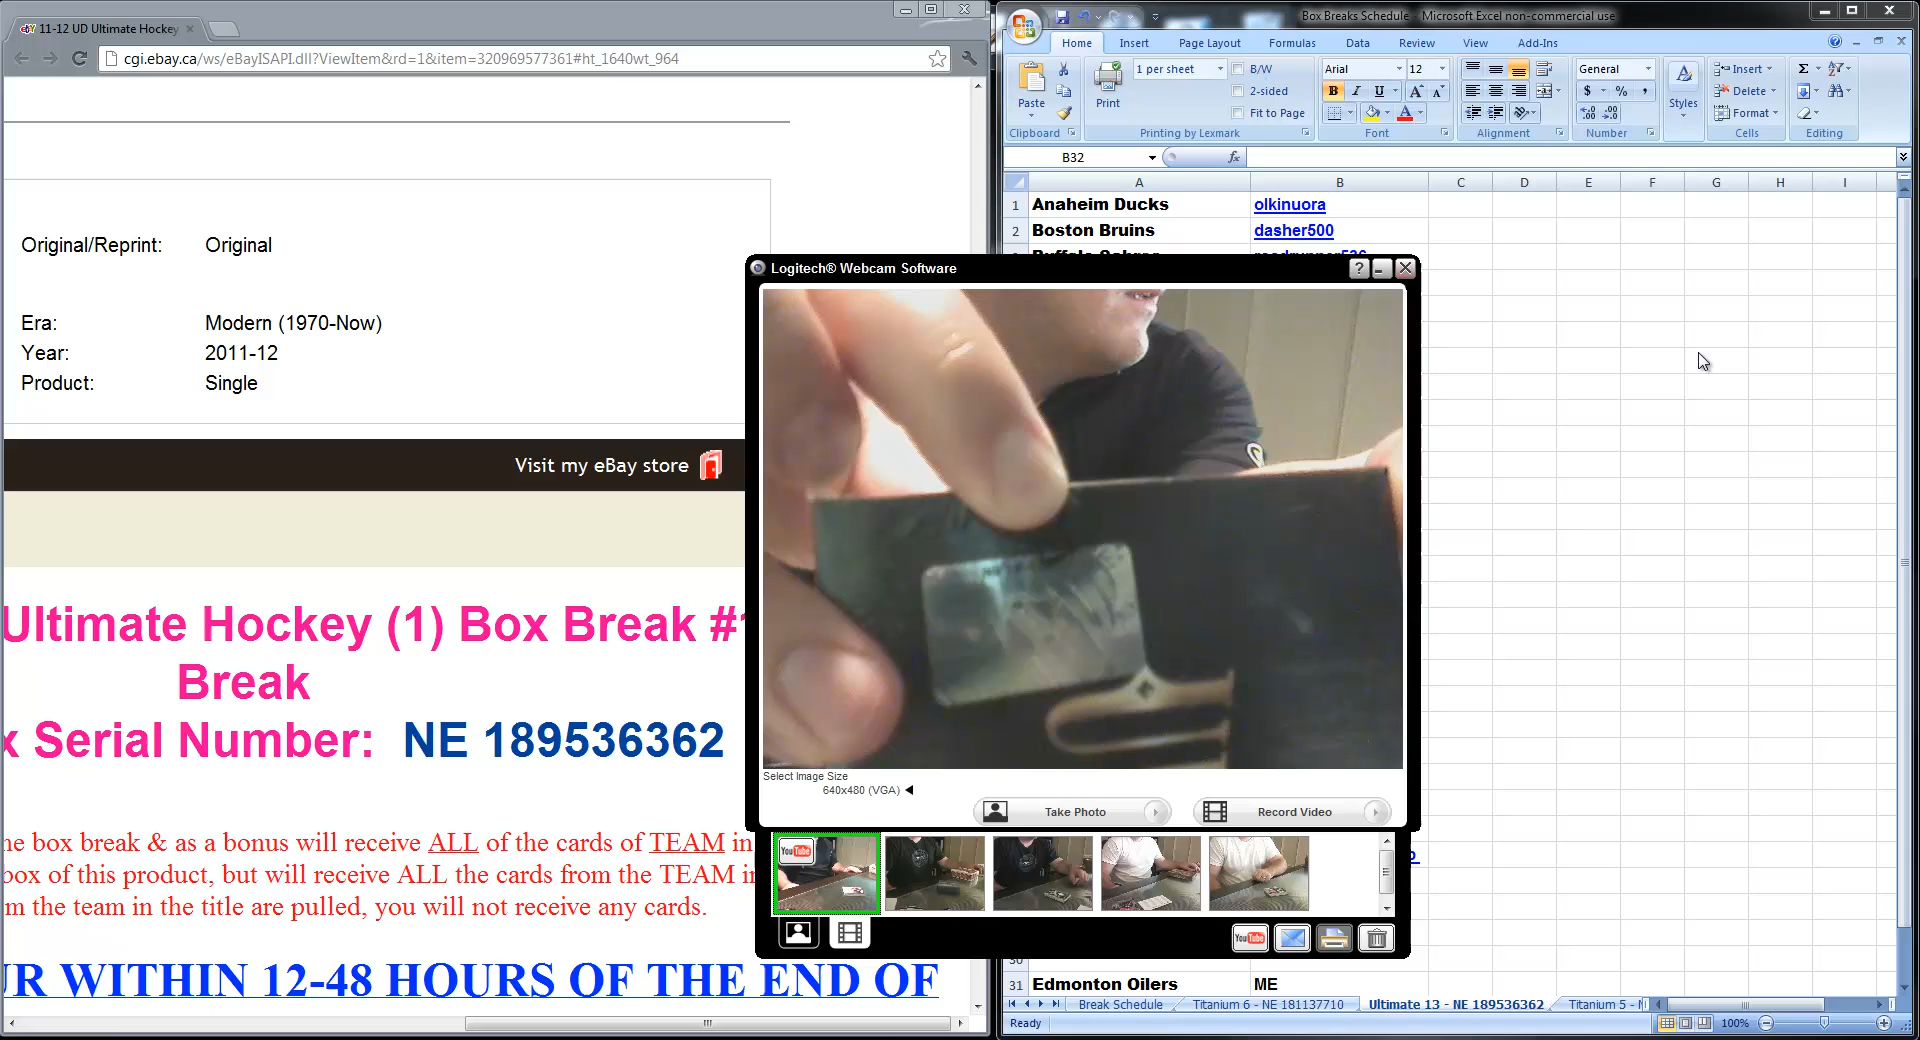 11-12 UD Ultimate Hockey
cgi.ebay.ca/ws/eBayISAPI.dll?ViewItem&rd=1&item=320969577361#ht_1640wt_964
Original/Reprint: Original
Era: Modern (1970-Now)
Year: 2011-12
Product: Single
Visit my eBay store
Ultimate Hockey (1) Box Break
Break
Serial Number: NE 189536362
box break & as a bonus will receive ALL of the cards of TEAM in
box of this product, but will receive ALL the cards from the TEAM
the team in the title are pulled, you will not receive any cards.
WITHIN 12-48 HOURS OF THE END OF
Box Breaks Schedule - Microsoft Excel non-commercial use
Home Insert Page Layout Formulas Data Review View Add-Ins
Paste
Clipboard
Print
1 per sheet
B/W
2-sided
Fit to Page
Printing by Lexmark
Arial 12
B I U
Font
Alignment
General
$ % ,
Number
Styles
Insert
Delete
Format
Cells
Editing
B32
fx
A B C D E F G H I
1 Anaheim Ducks olkinuora
2 Boston Bruins dasher500
Logitech® Webcam Software
Select Image Size
640x480 (VGA)
Take Photo
Record Video
YouTube
YouTube
30
31 Edmonton Oilers ME
Break Schedule Titanium 6 - NE 181137710 Ultimate 13 - NE 189536362 Titanium 5 -
Ready
100%